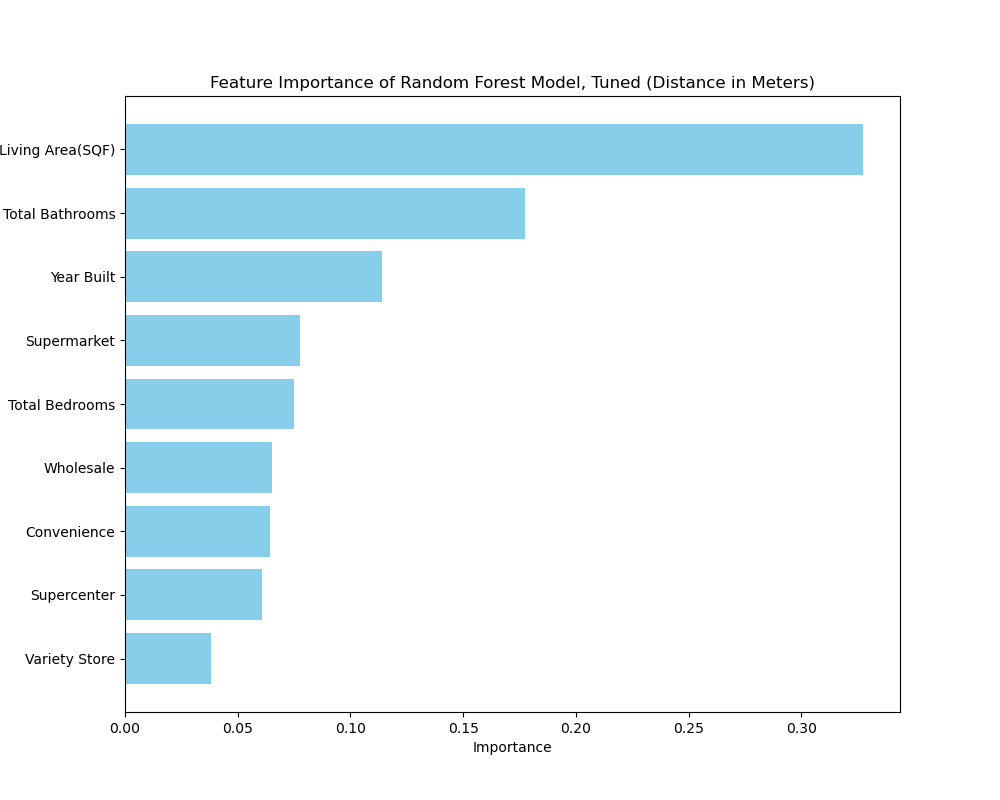 Feature Importance of Random Forest Model, Tuned (Distance in Meters)
Living Area(SQF)
Total Bathrooms
Year Built
Supermarket
Total Bedrooms
Wholesale
Convenience
Supercenter
Variety Store
0.00 0.05 0.10 0.15 0.20 0.25 0.30
Importance